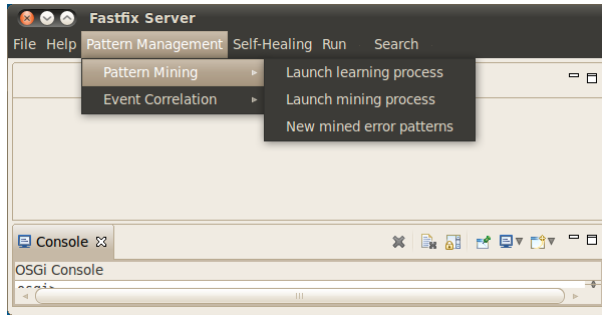 Fastfix Server
File Help Pattern Management Self-Healing Run Search
Pattern Mining Launch learning process
Event Correlation Launch mining process
New mined error patterns
Console
OSGi Console
osgi>